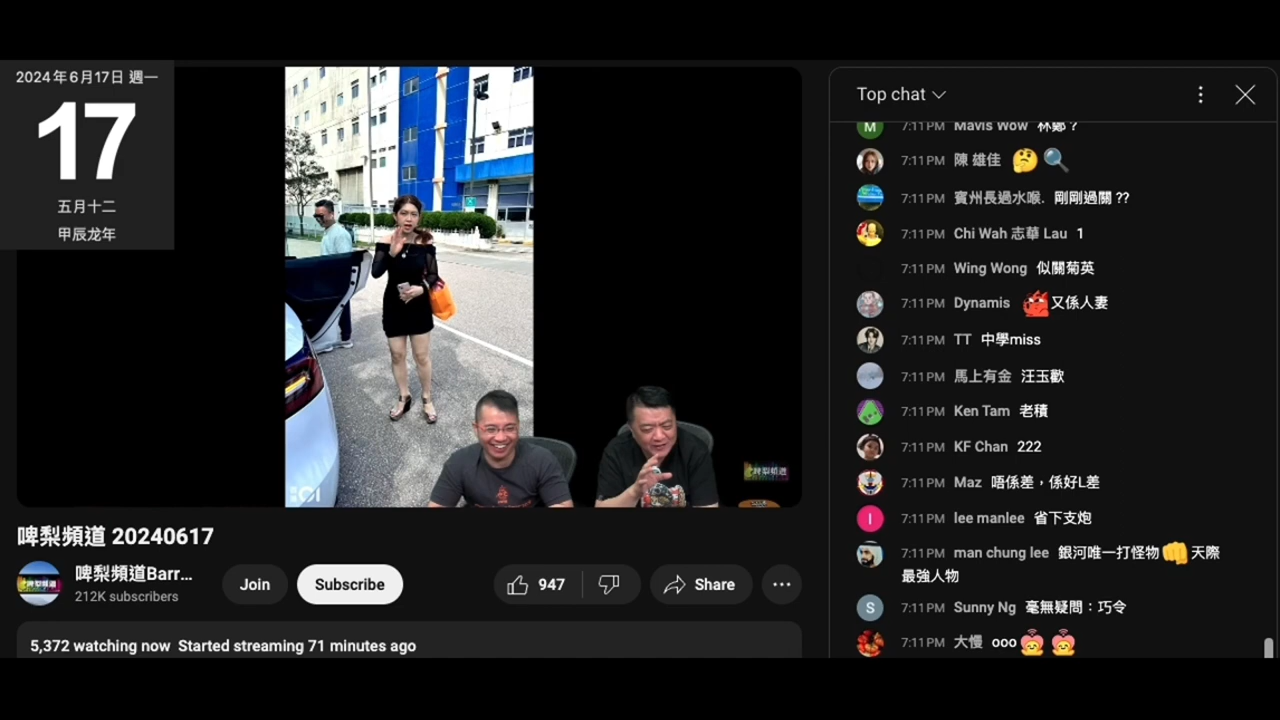 2024年6月17日 週一
17
五月十二
甲辰龙年
啤梨頻道
啤梨頻道 20240617
啤梨頻道Barr...
212K subscribers
Join
Subscribe
947
Share
5,372 watching now Started streaming 71 minutes ago
Top chat
M 7:11 PM Mavis Wow 林鄭？
7:11 PM 陳 雄佳
7:11 PM 賓州長過水喉. 剛剛過關 ??
7:11 PM Chi Wah 志華 Lau 1
7:11 PM Wing Wong 似關菊英
7:11 PM Dynamis 又係人妻
7:11 PM TT 中學miss
7:11 PM 馬上有金 汪玉歡
7:11 PM Ken Tam 老積
7:11 PM KF Chan 222
7:11 PM Maz 唔係差，係好L差
l 7:11 PM lee manlee 省下支炮
7:11 PM man chung lee 銀河唯一打怪物 天際
最強人物
S 7:11 PM Sunny Ng 毫無疑問：巧令
7:11 PM 大慢 ooo